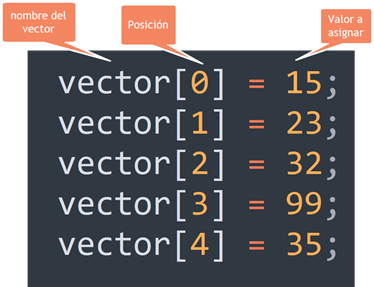 nombre del
vector
Posición
Valor a
asignar
vector[0] = 15;
vector[1] = 23;
vector[2] = 32;
vector[3] = 99;
vector[4] = 35;